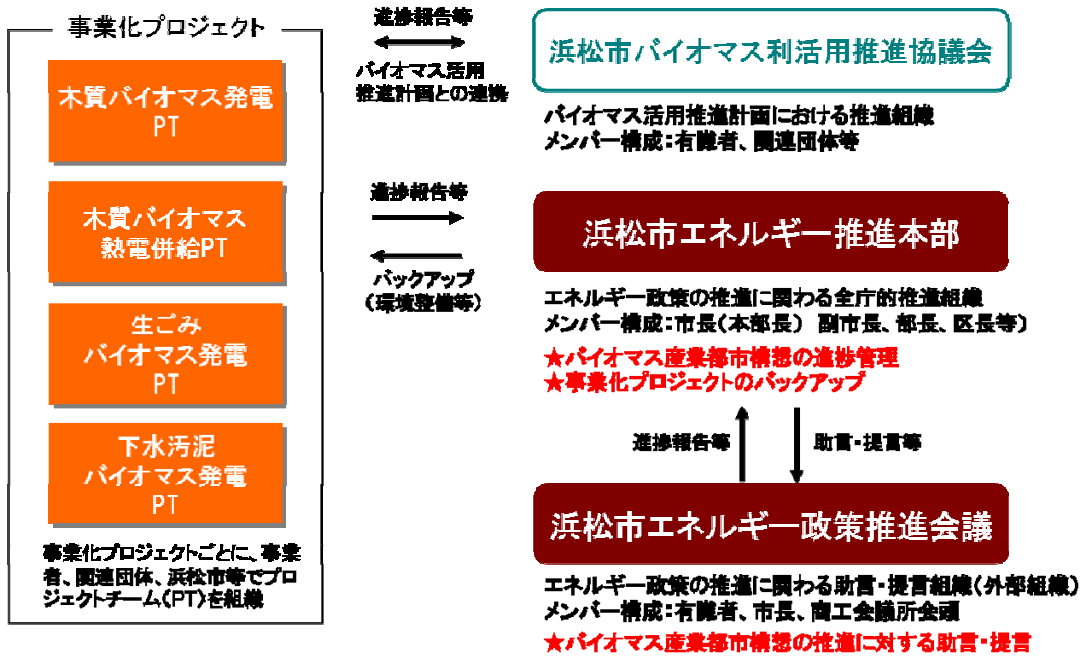 事業化プロジェクト
木質バイオマス発電
PT
木質バイオマス
熱電併給PT
生ごみ
バイオマス発電
PT
下水汚泥
バイオマス発電
PT
事業化プロジェクトごとに、事業
者、関連団体、浜松市等でプロ
ジェクトチーム(PT)を組織
進捗報告等
バイオマス活用
推進計画との連携
進捗報告等
バックアップ
(環境整備等)
浜松市バイオマス利活用推進協議会
バイオマス活用推進計画における推進組織
メンバー構成:有識者、関連団体等
浜松市エネルギー推進本部
エネルギー政策の推進に関わる全庁的推進組織
メンバー構成:市長(本部長) 副市長、部長、区長等)
★バイオマス産業都市構想の進捗管理
★事業化プロジェクトのバックアップ
進捗報告等
助言・提言等
浜松市エネルギー政策推進会議
エネルギー政策の推進に関わる助言・提言組織(外部組織)
メンバー構成:有識者、市長、商工会議所会頭
★バイオマス産業都市構想の推進に対する助言・提言